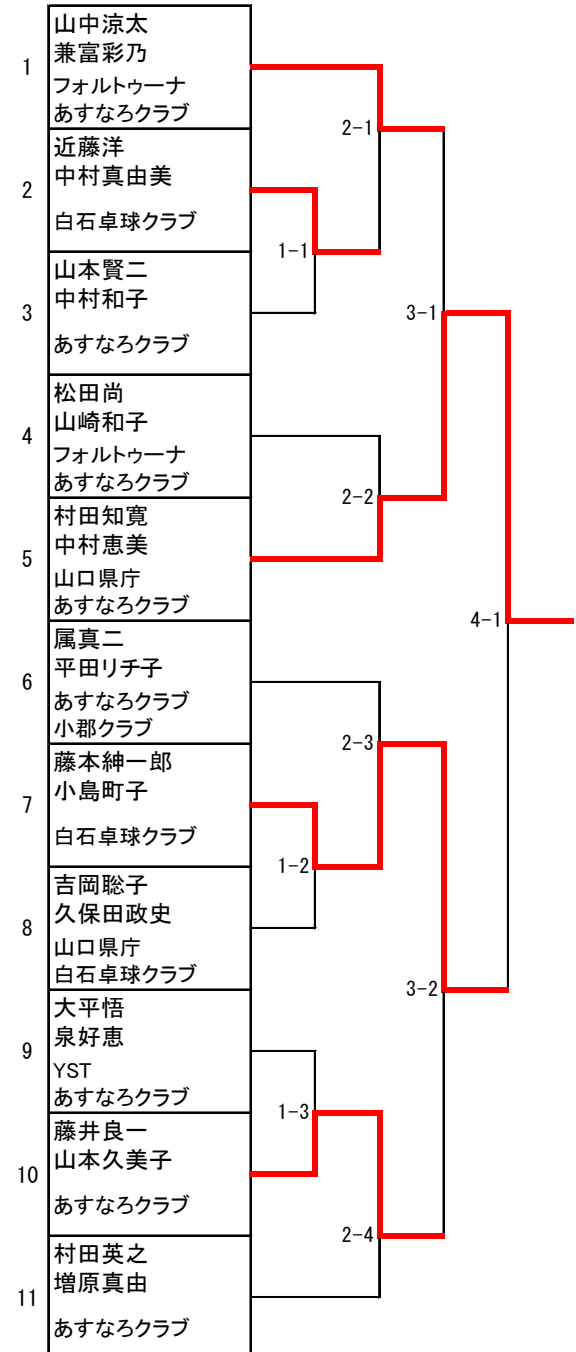 1
山中涼太
兼富彩乃
フォルトゥーナ
あすなろクラブ
2
近藤洋
中村真由美
白石卓球クラブ
3
山本賢二
中村和子
あすなろクラブ
4
松田尚
山崎和子
フォルトゥーナ
あすなろクラブ
5
村田知寛
中村恵美
山口県庁
あすなろクラブ
6
属真二
平田リチ子
あすなろクラブ
小郡クラブ
7
藤本紳一郎
小島町子
白石卓球クラブ
8
吉岡聡子
久保田政史
山口県庁
白石卓球クラブ
9
大平悟
泉好恵
YST
あすなろクラブ
10
藤井良一
山本久美子
あすなろクラブ
11
村田英之
増原真由
あすなろクラブ
1-1
1-2
1-3
2-1
2-2
2-3
2-4
3-1
3-2
4-1